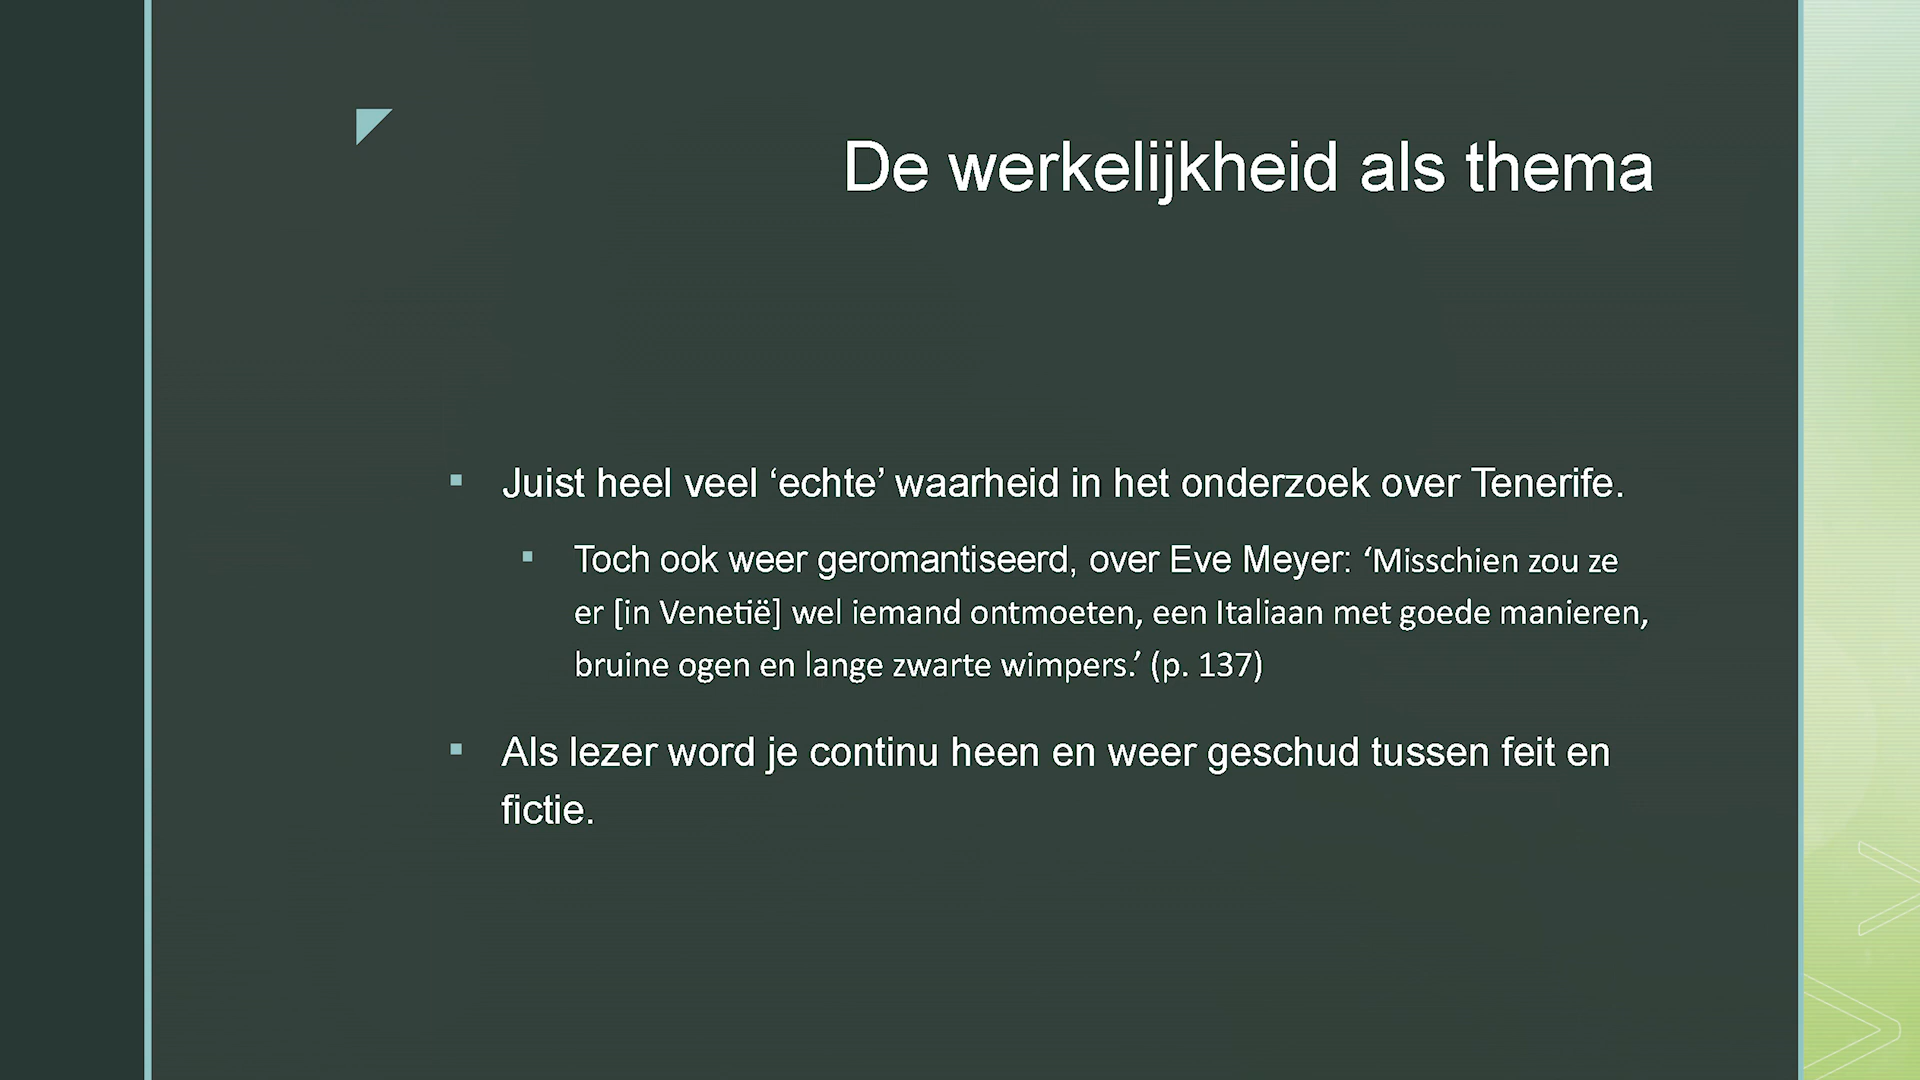 De werkelijkheid als thema
▪ Juist heel veel ‘echte’ waarheid in het onderzoek over Tenerife.
▪ Toch ook weer geromantiseerd, over Eve Meyer: ‘Misschien zou ze
er [in Venetië] wel iemand ontmoeten, een Italiaan met goede manieren,
bruine ogen en lange zwarte wimpers.’ (p. 137)
▪ Als lezer word je continu heen en weer geschud tussen feit en
fictie.